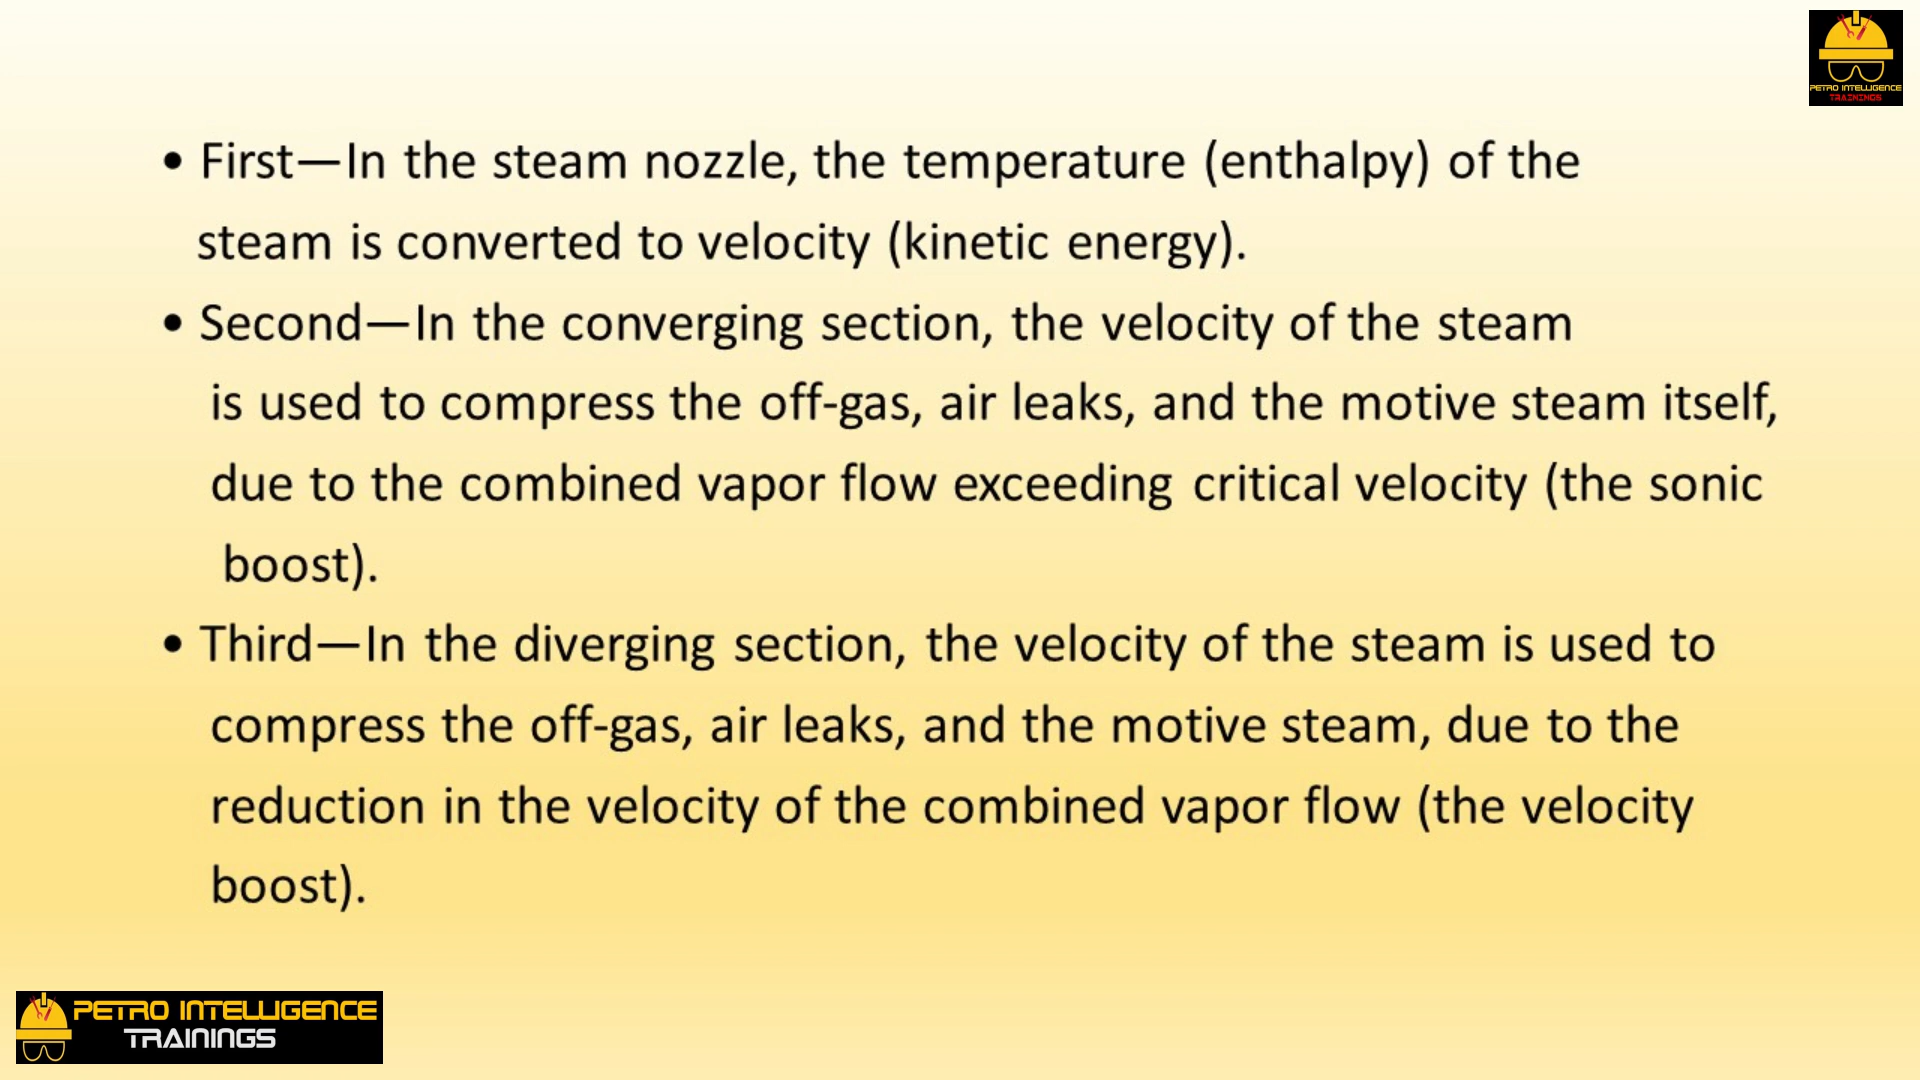 PETRO INTELLIGENCE
TRAININGS
• First—In the steam nozzle, the temperature (enthalpy) of the
steam is converted to velocity (kinetic energy).
• Second—In the converging section, the velocity of the steam
is used to compress the off-gas, air leaks, and the motive steam itself,
due to the combined vapor flow exceeding critical velocity (the sonic
boost).
• Third—In the diverging section, the velocity of the steam is used to
compress the off-gas, air leaks, and the motive steam, due to the
reduction in the velocity of the combined vapor flow (the velocity
boost).
PETRO INTELLIGENCE
TRAININGS